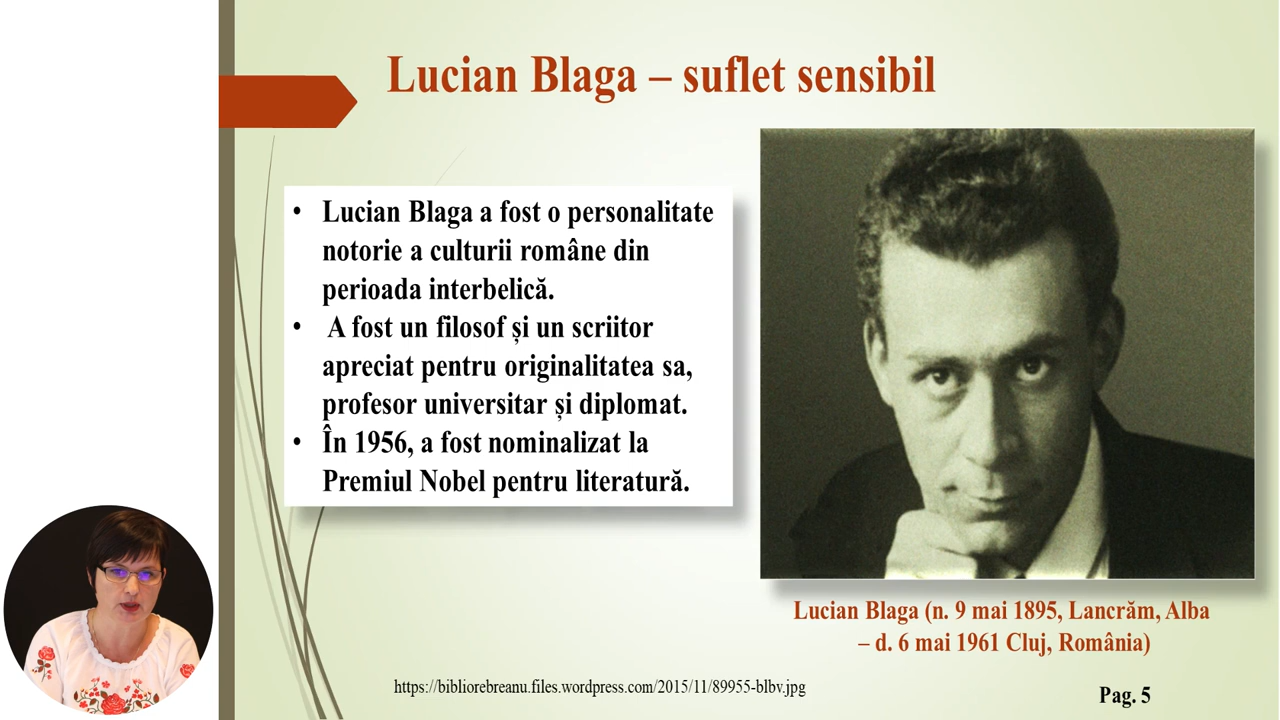 Lucian Blaga – suflet sensibil
• Lucian Blaga a fost o personalitate
notorie a culturii române din
perioada interbelică.
• A fost un filosof și un scriitor
apreciat pentru originalitatea sa,
profesor universitar și diplomat.
• În 1956, a fost nominalizat la
Premiul Nobel pentru literatură.
Lucian Blaga (n. 9 mai 1895, Lancrăm, Alba
– d. 6 mai 1961 Cluj, România)
https://bibliorebreanu.files.wordpress.com/2015/11/89955-blbv.jpg
Pag. 5